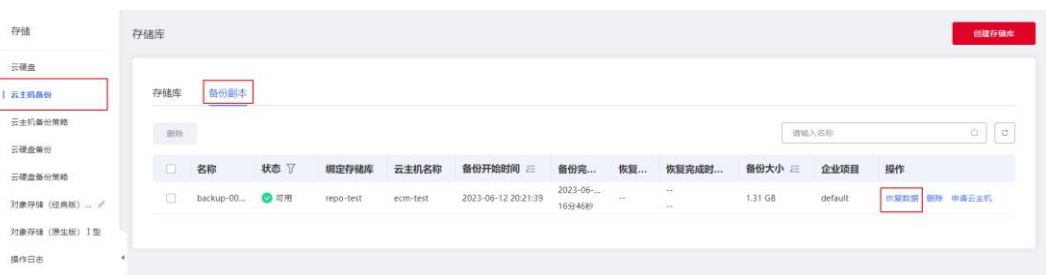 存储
云硬盘
云主机备份
云主机备份策略
云硬盘备份
云硬盘备份策略
对象存储（经典版）...
对象存储（原生版）I型
操作日志
存储库
创建存储库
存储库 备份副本
删除
请输入名称
名称 状态 绑定存储库 云主机名称 备份开始时间 备份完... 恢复... 恢复完成时... 备份大小 企业项目 操作
backup-00... 可用 repo-test ecm-test 2023-06-12 20:21:39 2023-06-... 16分46秒 -- -- -- 1.31 GB default 恢复数据 删除 申请云主机